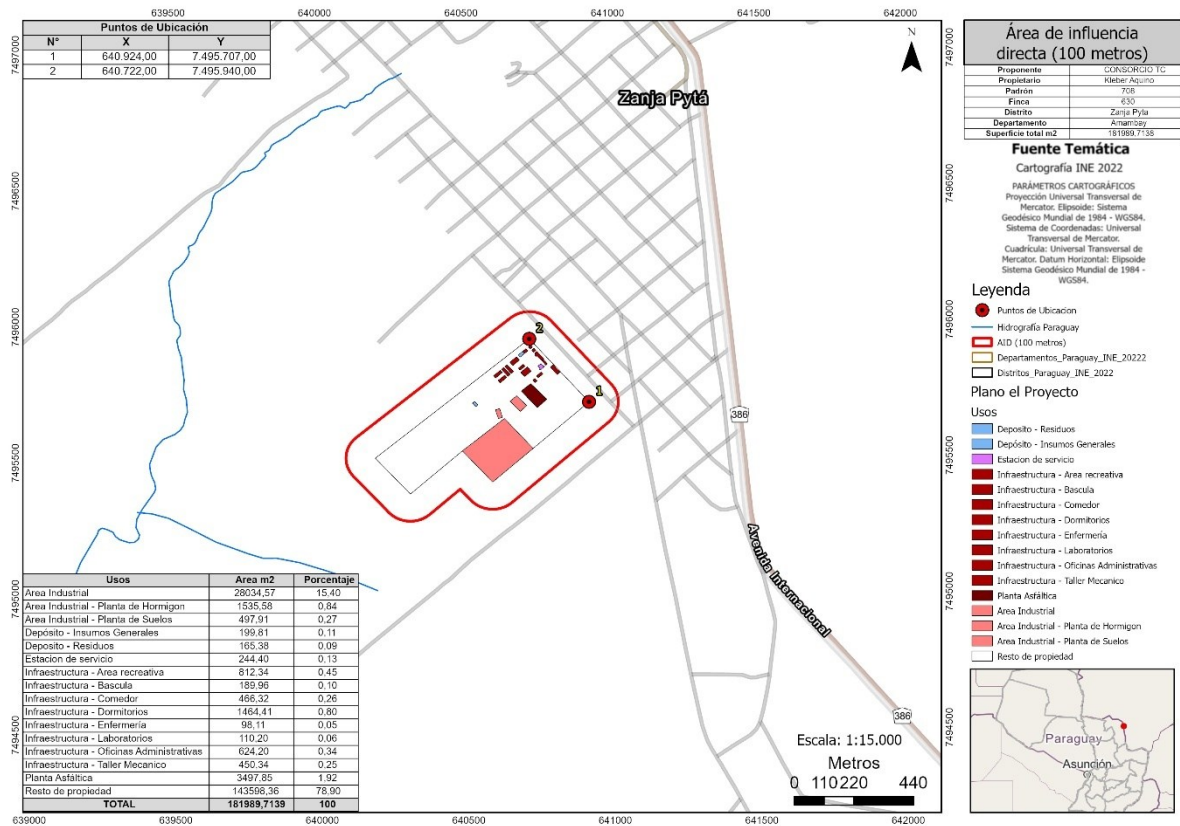 639500 640000 640500 641000 641500 642000
Puntos de Ubicación
N° X Y
1 640.924,00 7.495.707,00
2 640.722,00 7.495.940,00
7497000
7496500
7496000
7495500
7495000
7494500
Zanja Pytá
2
1
386
Avenida Internacional
386
N
Usos Area m2 Porcentaje
Area Industrial 28034,57 15,40
Area Industrial - Planta de Hormigon 1535,58 0,84
Area Industrial - Planta de Suelos 497,91 0,27
Depósito - Insumos Generales 199,81 0,11
Deposito - Residuos 165,38 0,09
Estacion de servicio 244,40 0,13
Infraestructura - Area recreativa 812,34 0,45
Infraestructura - Bascula 189,96 0,10
Infraestructura - Comedor 466,32 0,26
Infraestructura - Dormitorios 1464,41 0,80
Infraestructura - Enfermería 98,11 0,05
Infraestructura - Laboratorios 110,20 0,06
Infraestructura - Oficinas Administrativas 624,20 0,34
Infraestructura - Taller Mecanico 450,34 0,25
Planta Asfáltica 3497,85 1,92
Resto de propiedad 143598,36 78,90
TOTAL 181989,7139 100
Escala: 1:15.000
Metros
0 110 220 440
639000 639500 640000 640500 641000 641500 642000
7497000
7496500
7496000
7495500
7495000
7494500
Área de influencia
directa (100 metros)
Proponente CONSORCIO TC
Propietario Kleber Aquino
Padrón 708
Finca 630
Distrito Zanja Pyta
Departamento Amambay
Superficie total m2 181989,7138
Fuente Temática
Cartografía INE 2022
PARÁMETROS CARTOGRÁFICOS
Proyección Universal Transversal de
Mercator. Elipsoide: Sistema
Geodésico Mundial de 1984 - WGS84.
Sistema de Coordenadas: Universal
Transversal de Mercator.
Cuadrícula: Universal Transversal de
Mercator. Datum Horizontal: Elipsoide
Sistema Geodésico Mundial de 1984 -
WGS84.
Leyenda
Puntos de Ubicacion
Hidrografía Paraguay
AID (100 metros)
Departamentos_Paraguay_INE_20222
Distritos_Paraguay_INE_2022
Plano el Proyecto
Usos
Deposito - Residuos
Depósito - Insumos Generales
Estacion de servicio
Infraestructura - Area recreativa
Infraestructura - Bascula
Infraestructura - Comedor
Infraestructura - Dormitorios
Infraestructura - Enfermería
Infraestructura - Laboratorios
Infraestructura - Oficinas Administrativas
Infraestructura - Taller Mecanico
Planta Asfáltica
Area Industrial
Area Industrial - Planta de Hormigon
Area Industrial - Planta de Suelos
Resto de propiedad
Paraguay
Asunción